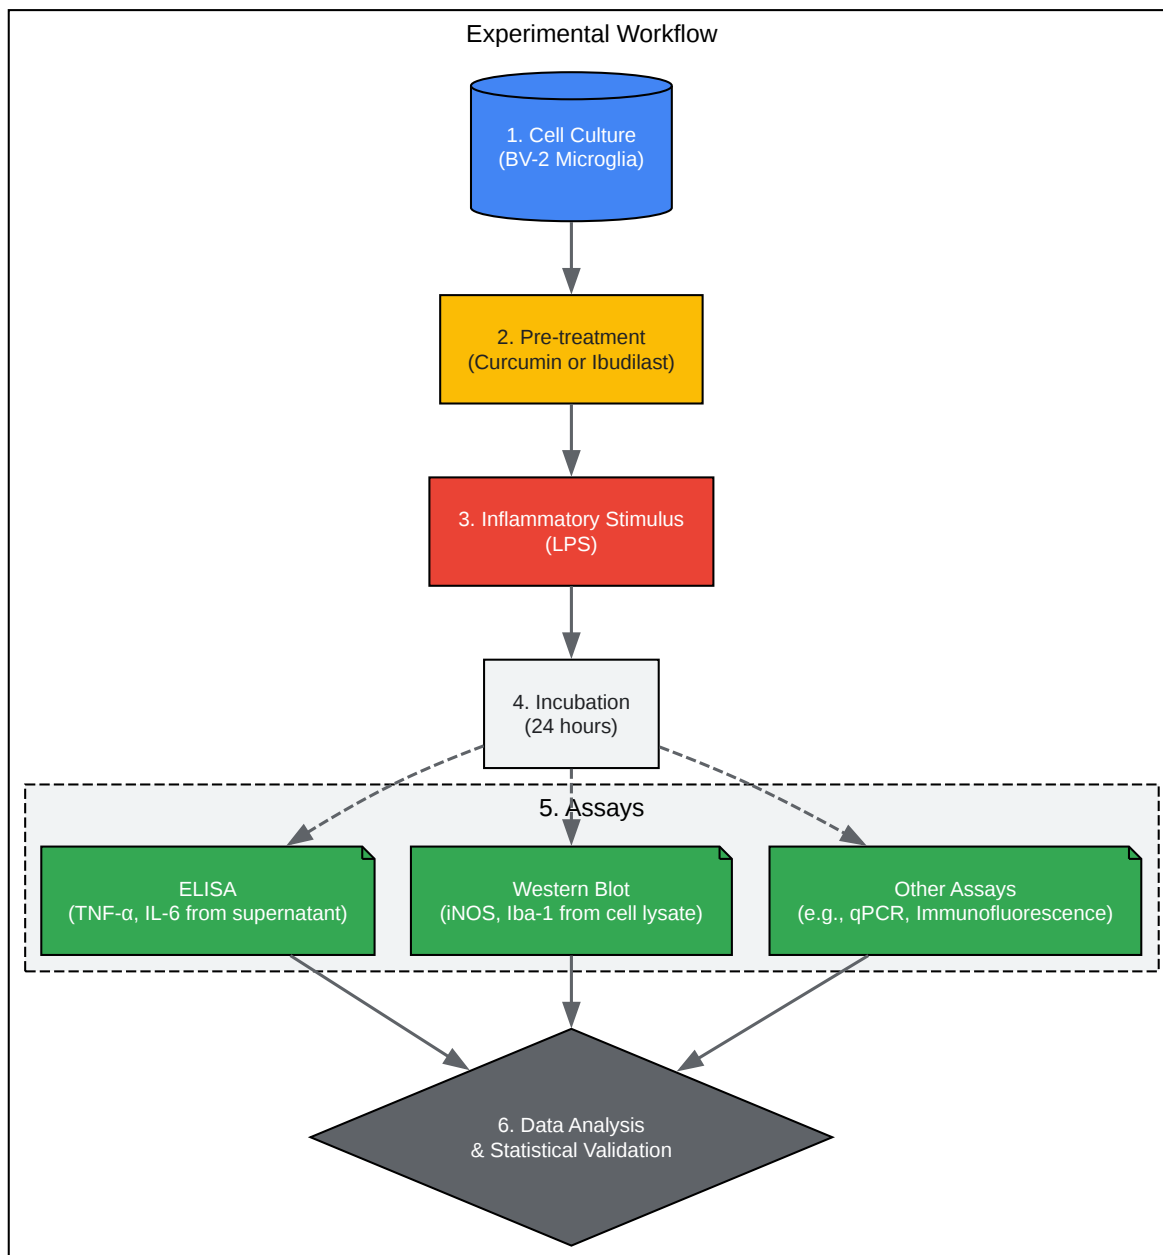 Experimental Workflow
1. Cell Culture
(BV-2 Microglia)
2. Pre-treatment
(Curcumin or Ibudilast)
3. Inflammatory Stimulus
(LPS)
4. Incubation
(24 hours)
5. Assays
ELISA
(TNF-α, IL-6 from supernatant)
Western Blot
(iNOS, Iba-1 from cell lysate)
Other Assays
(e.g., qPCR, Immunofluorescence)
6. Data Analysis
& Statistical Validation